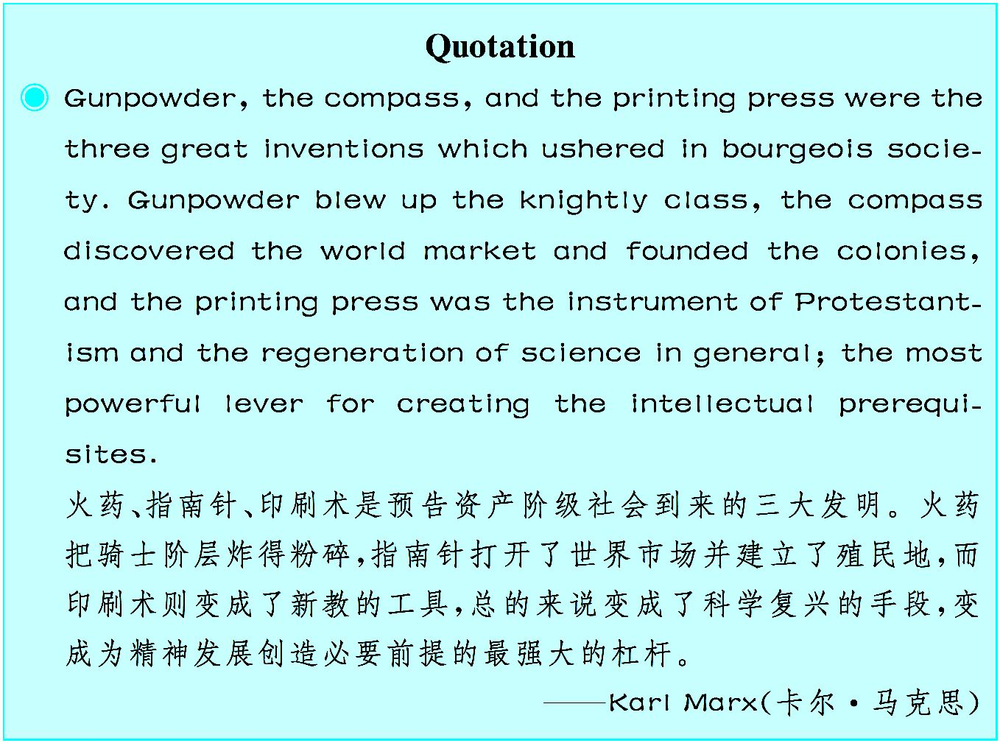 Quotation
Gunpowder, the compass, and the printing press were the
three great inventions which ushered in bourgeois socie-
ty. Gunpowder blew up the knightly class, the compass
discovered the world market and founded the colonies,
and the printing press was the instrument of Protestant-
ism and the regeneration of science in general; the most
powerful lever for creating the intellectual prerequi-
sites.
火药、指南针、印刷术是预告资产阶级社会到来的三大发明。火药
把骑士阶层炸得粉碎,指南针打开了世界市场并建立了殖民地,而
印刷术则变成了新教的工具,总的来说变成了科学复兴的手段,变
成为精神发展创造必要前提的最强大的杠杆。
——Karl Marx(卡尔·马克思)